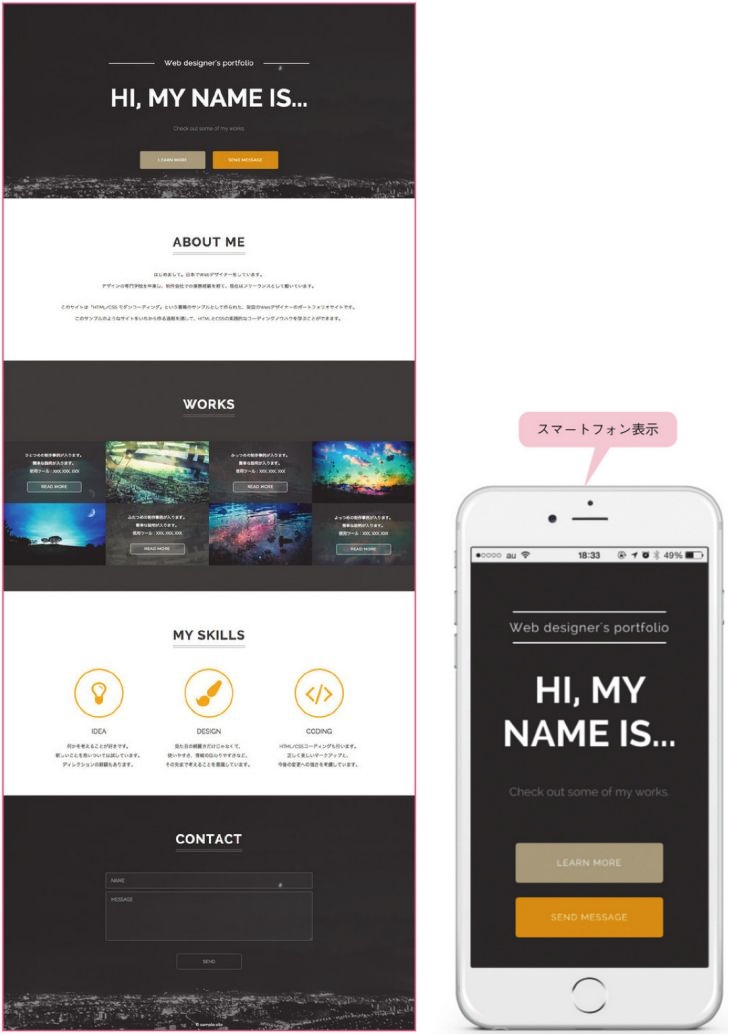 Web designer's portfolio
HI, MY NAME IS...
Check out some of my works.
LEARN MORE
SEND MESSAGE
ABOUT ME
はじめまして。日本でWebデザイナーをしています。
デザインの専門学校を卒業し、制作会社での業務経験を経て、現在はフリーランスとして働いています。
このサイトは「HTML/CSS モダンコーディング」という書籍のサンプルとして作られた、架空のWebデザイナーのポートフォリオサイトです。
このサンプルのようなサイトをいちから作る過程を通して、HTMLとCSSの実践的なコーディングノウハウを学ぶことができます。
WORKS
ひとつめの制作事例が入ります。
簡単な説明が入ります。
使用ツール：XXX, XXX, XXX
READ MORE
みっつめの制作事例が入ります。
簡単な説明が入ります。
使用ツール：XXX, XXX, XXX
READ MORE
ふたつめの制作事例が入ります。
簡単な説明が入ります。
使用ツール：XXX, XXX, XXX
READ MORE
よっつめの制作事例が入ります。
簡単な説明が入ります。
使用ツール：XXX, XXX, XXX
READ MORE
MY SKILLS
IDEA
何かを考えることが好きです。
新しいことを思いついては試しています。
ディレクションの経験もあります。
DESIGN
見た目の綺麗さだけじゃなくて、
使いやすさ、情報の伝わりやすさなど、
その先まで考えることを意識しています。
CODING
HTML/CSSコーディングも行います。
正しく美しいマークアップと、
今後の変更への強さを考慮しています。
CONTACT
NAME
MESSAGE
SEND
© sample site
スマートフォン表示
au
18:33
49%
Web designer's portfolio
HI, MY
NAME IS...
Check out some of my works.
LEARN MORE
SEND MESSAGE